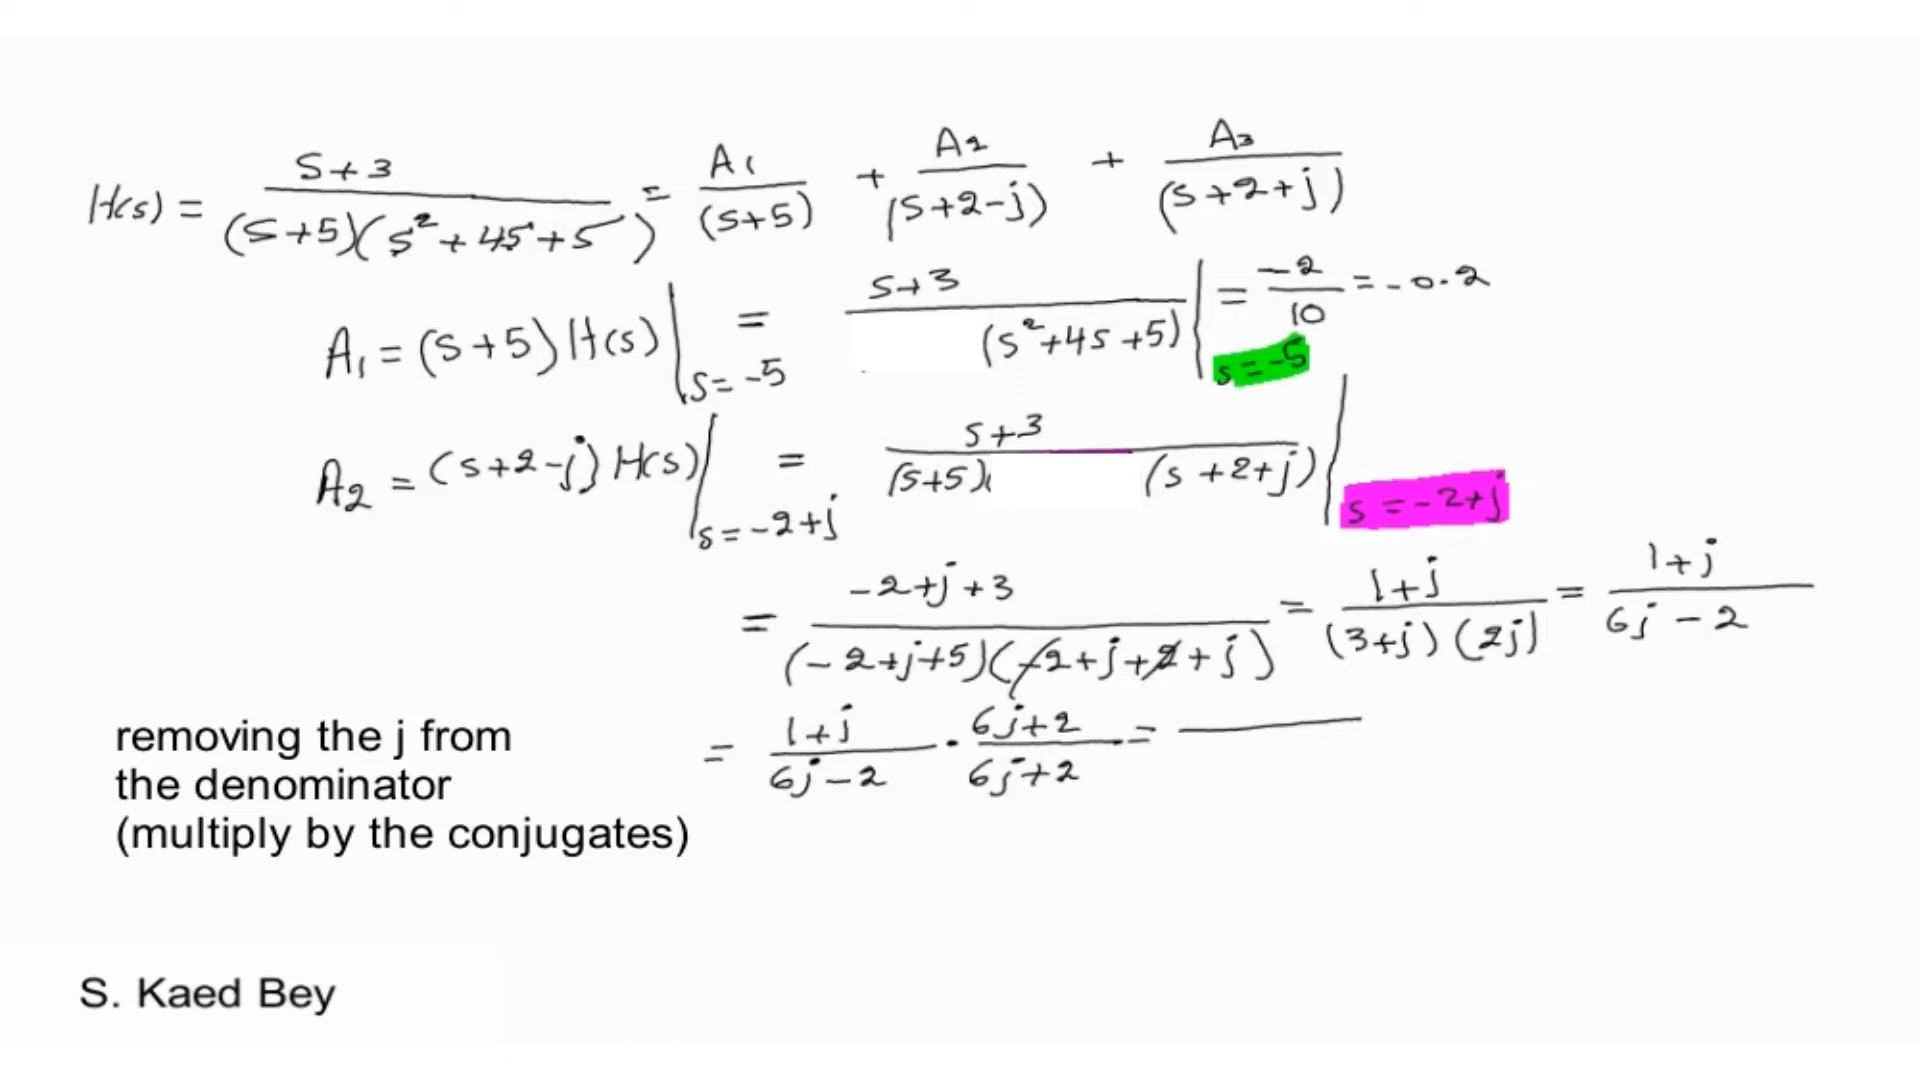 H(s) = (s+3) / ((s+5)(s²+4s+5)) = A₁/(s+5) + A₂/(s+2-j) + A₃/(s+2+j)
A₁ = (s+5) H(s) |s=-5 = (s+3) / (s²+4s+5) |s=-5 = -2/10 = -0.2
A₂ = (s+2-j) H(s) |s=-2+j = (s+3) / ((s+5)(s+2+j)) |s=-2+j
= (-2+j+3) / ((-2+j+5)(-2+j+2+j)) = (1+j) / ((3+j)(2j)) = (1+j) / (6j-2)
= (1+j)/(6j-2) · (6j+2)/(6j+2) =
removing the j from
the denominator
(multiply by the conjugates)
S. Kaed Bey